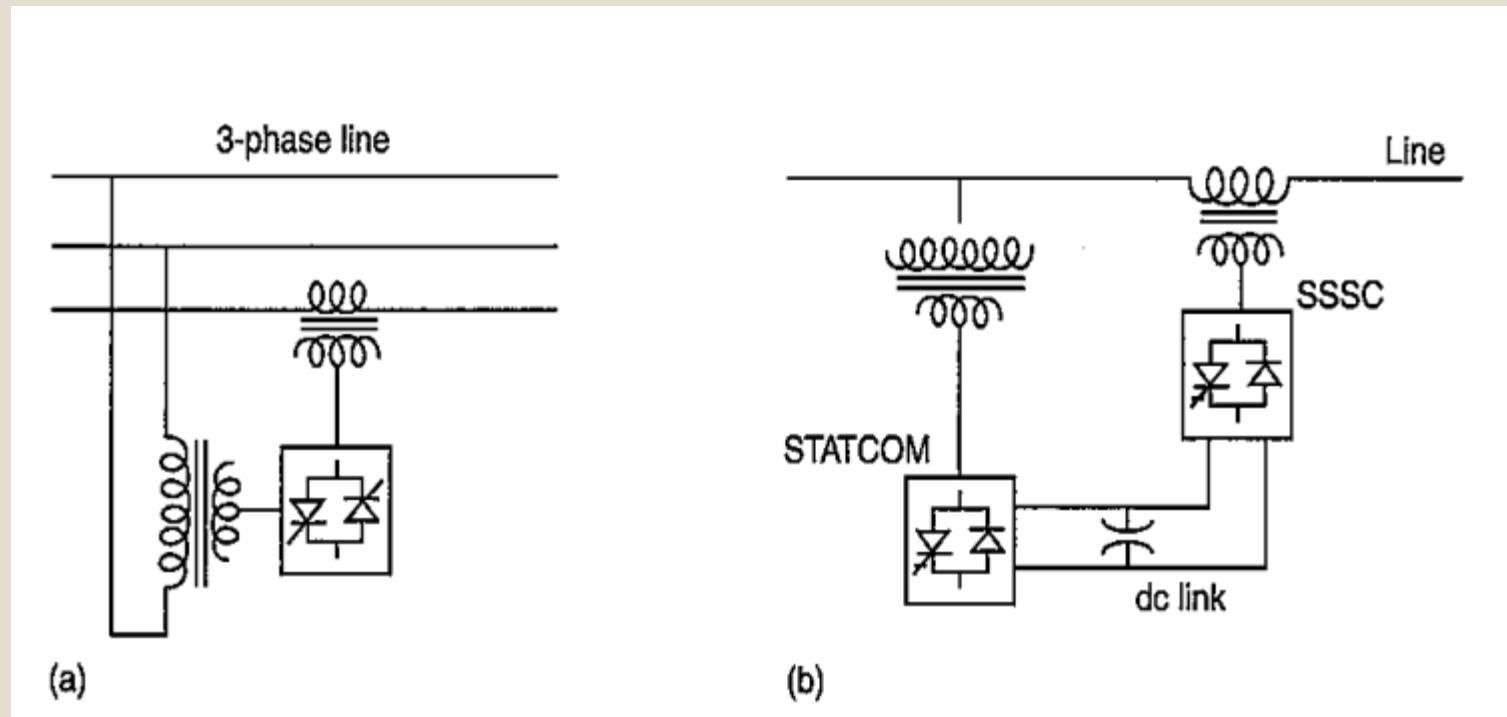 3-phase line
(a)
Line
SSSC
STATCOM
dc link
(b)